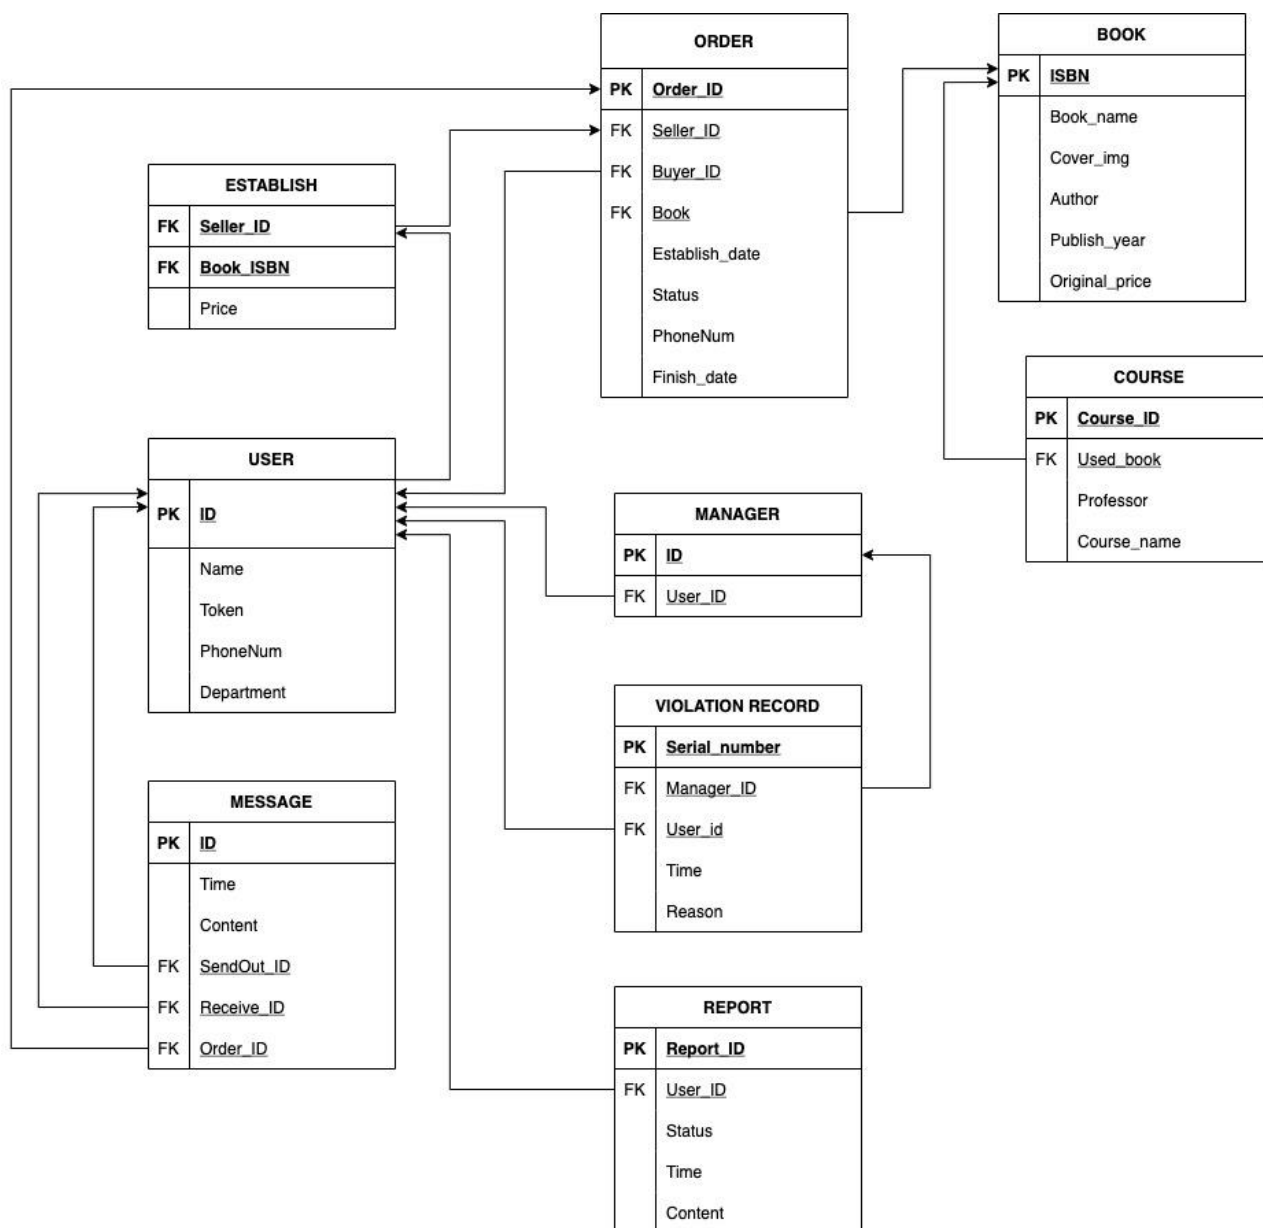 ORDER
PK Order_ID
FK Seller_ID
FK Buyer_ID
FK Book
Establish_date
Status
PhoneNum
Finish_date
BOOK
PK ISBN
Book_name
Cover_img
Author
Publish_year
Original_price
ESTABLISH
FK Seller_ID
FK Book_ISBN
Price
COURSE
PK Course_ID
FK Used_book
Professor
Course_name
USER
PK ID
Name
Token
PhoneNum
Department
MANAGER
PK ID
FK User_ID
VIOLATION RECORD
PK Serial_number
FK Manager_ID
FK User_id
Time
Reason
MESSAGE
PK ID
Time
Content
FK SendOut_ID
FK Receive_ID
FK Order_ID
REPORT
PK Report_ID
FK User_ID
Status
Time
Content